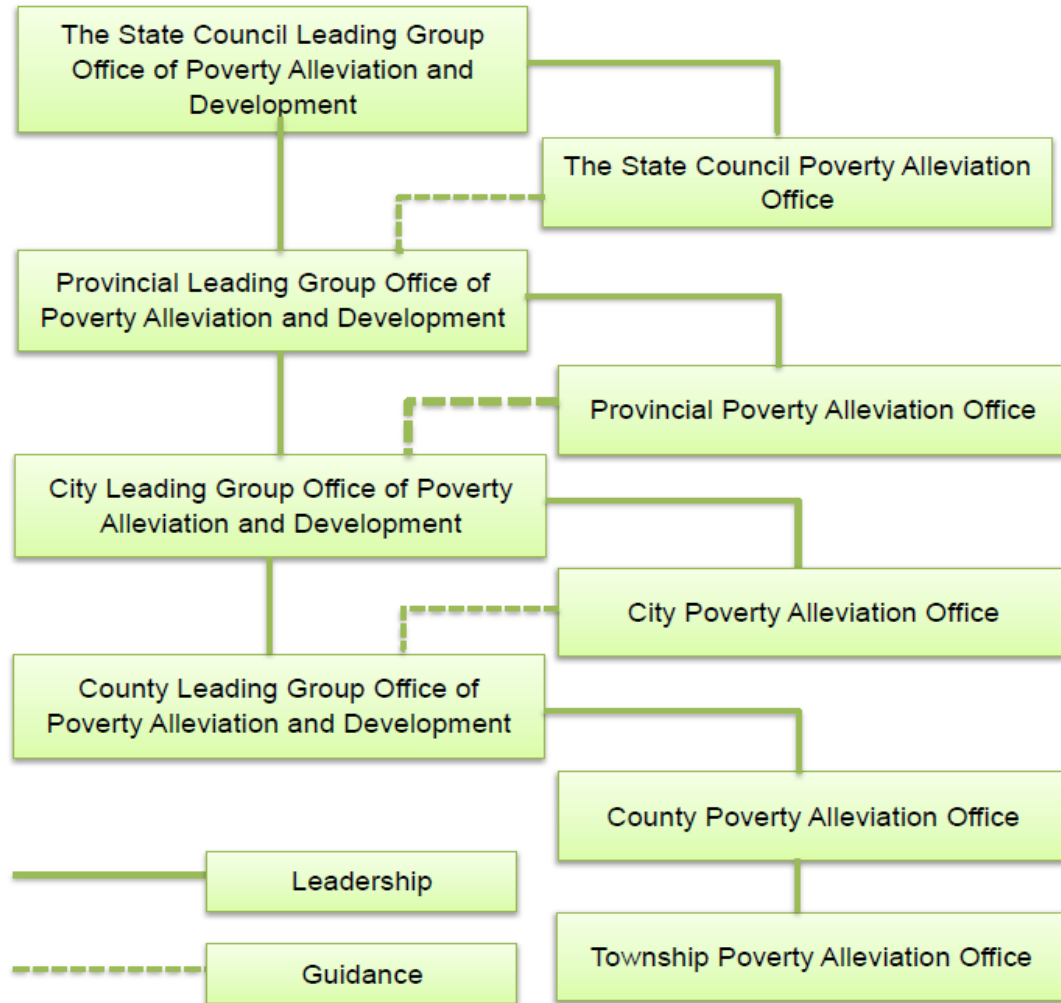 The State Council Leading Group
Office of Poverty Alleviation and
Development
The State Council Poverty Alleviation
Office
Provincial Leading Group Office of
Poverty Alleviation and Development
Provincial Poverty Alleviation Office
City Leading Group Office of Poverty
Alleviation and Development
City Poverty Alleviation Office
County Leading Group Office of
Poverty Alleviation and Development
County Poverty Alleviation Office
Leadership
Township Poverty Alleviation Office
Guidance